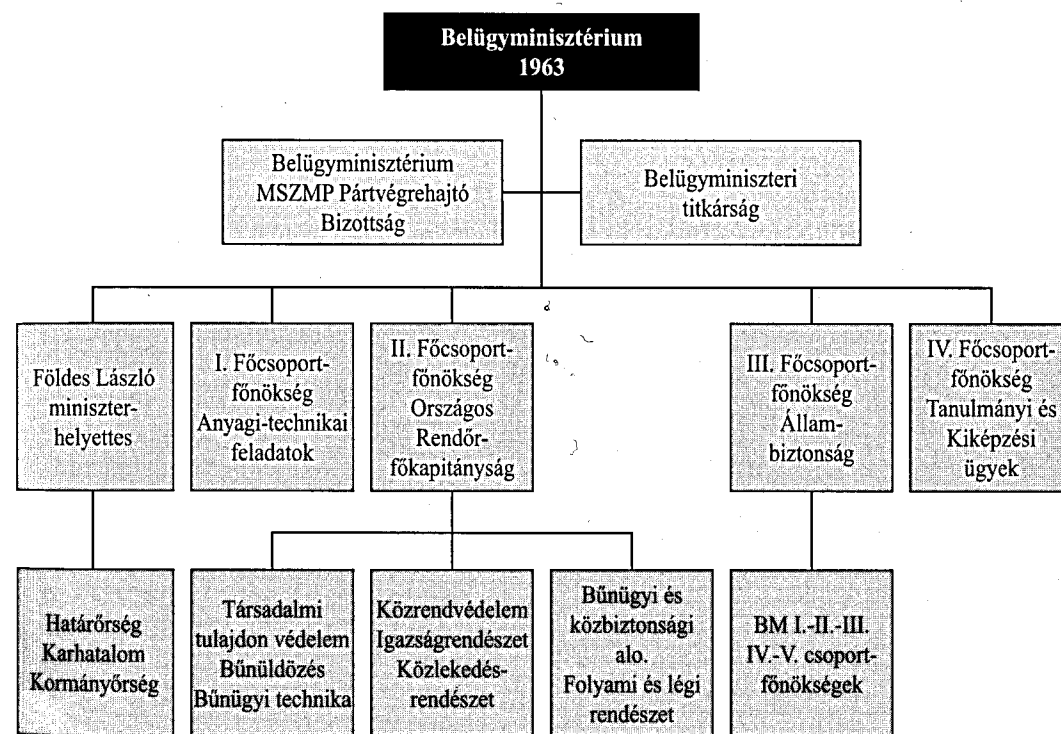 Belügyminisztérium
1963
Belügyminisztérium
MSZMP Pártvégrehajtó
Bizottság
Belügyminiszteri
titkárság
Földes László
miniszter-
helyettes
I. Főcsoport-
főnökség
Anyagi-technikai
feladatok
II. Főcsoport-
főnökség
Országos
Rendőr-
főkapitányság
III. Főcsoport-
főnökség
Állam-
biztonság
IV. Főcsoport-
főnökség
Tanulmányi és
Kiképzési
ügyek
Határőrség
Karhatalom
Kormányőrség
Társadalmi
tulajdon védelem
Bűnüldözés
Bűnügyi technika
Közrendvédelem
Igazságrendészet
Közlekedés-
rendészet
Bűnügyi és
közbiztonsági
alo.
Folyami és légi
rendészet
BM I.-II.-III.
IV.-V. csoport-
főnökségek